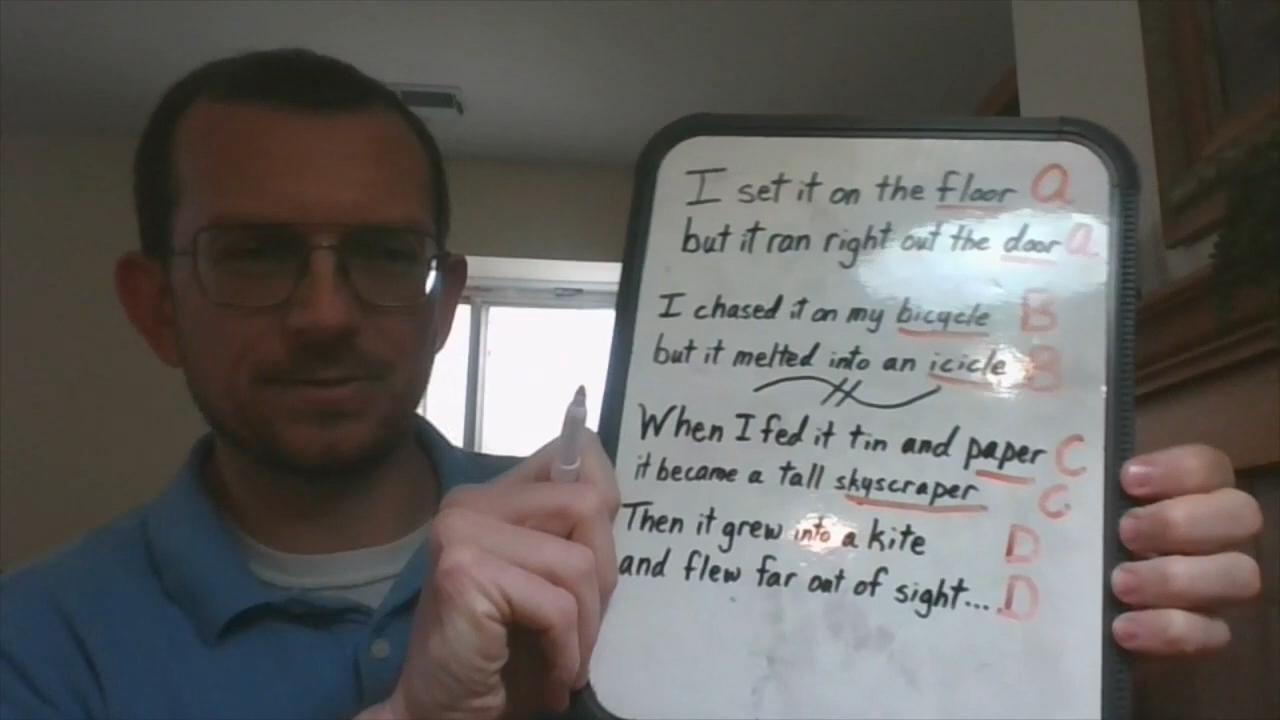 I set it on the floor a
but it ran right out the door a
I chased it on my bicycle B
but it melted into an icicle B
When I fed it tin and paper C
it became a tall skyscraper C
Then it grew into a kite D
and flew far out of sight... D